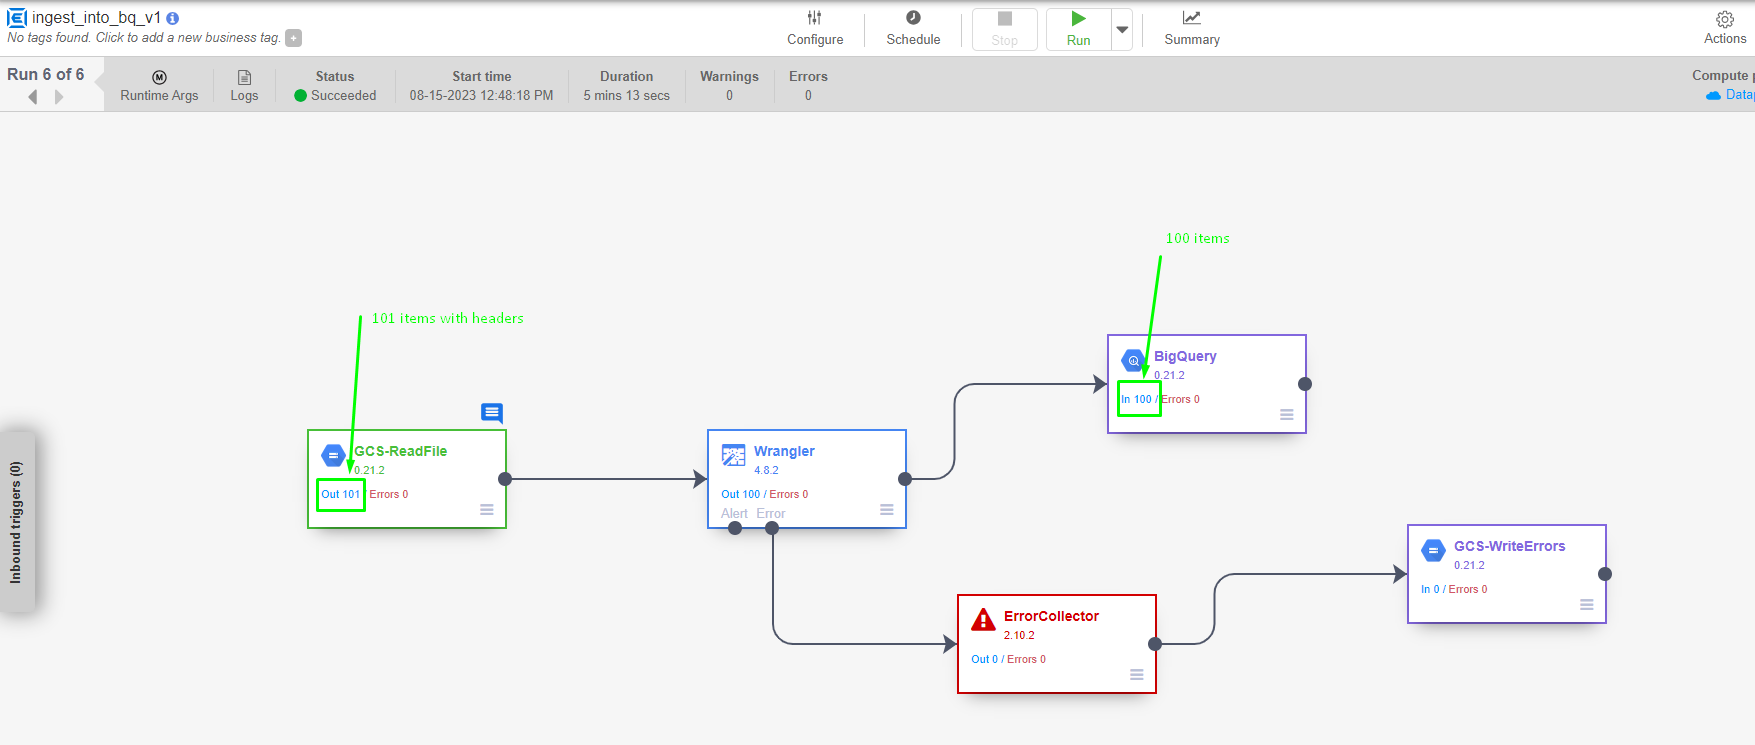 ingest_into_bq_v1
No tags found. Click to add a new business tag.
Configure
Schedule
Stop
Run
Summary
Actions
Run 6 of 6
Runtime Args
Logs
Status
Succeeded
Start time
08-15-2023 12:48:18 PM
Duration
5 mins 13 secs
Warnings
0
Errors
0
Compute p
Datap
100 items
101 items with headers
BigQuery
0.21.2
In 100 / Errors 0
GCS-ReadFile
0.21.2
Out 101 / Errors 0
Wrangler
4.8.2
Out 100 / Errors 0
Alert Error
Inbound triggers (0)
GCS-WriteErrors
0.21.2
In 0 / Errors 0
ErrorCollector
2.10.2
Out 0 / Errors 0